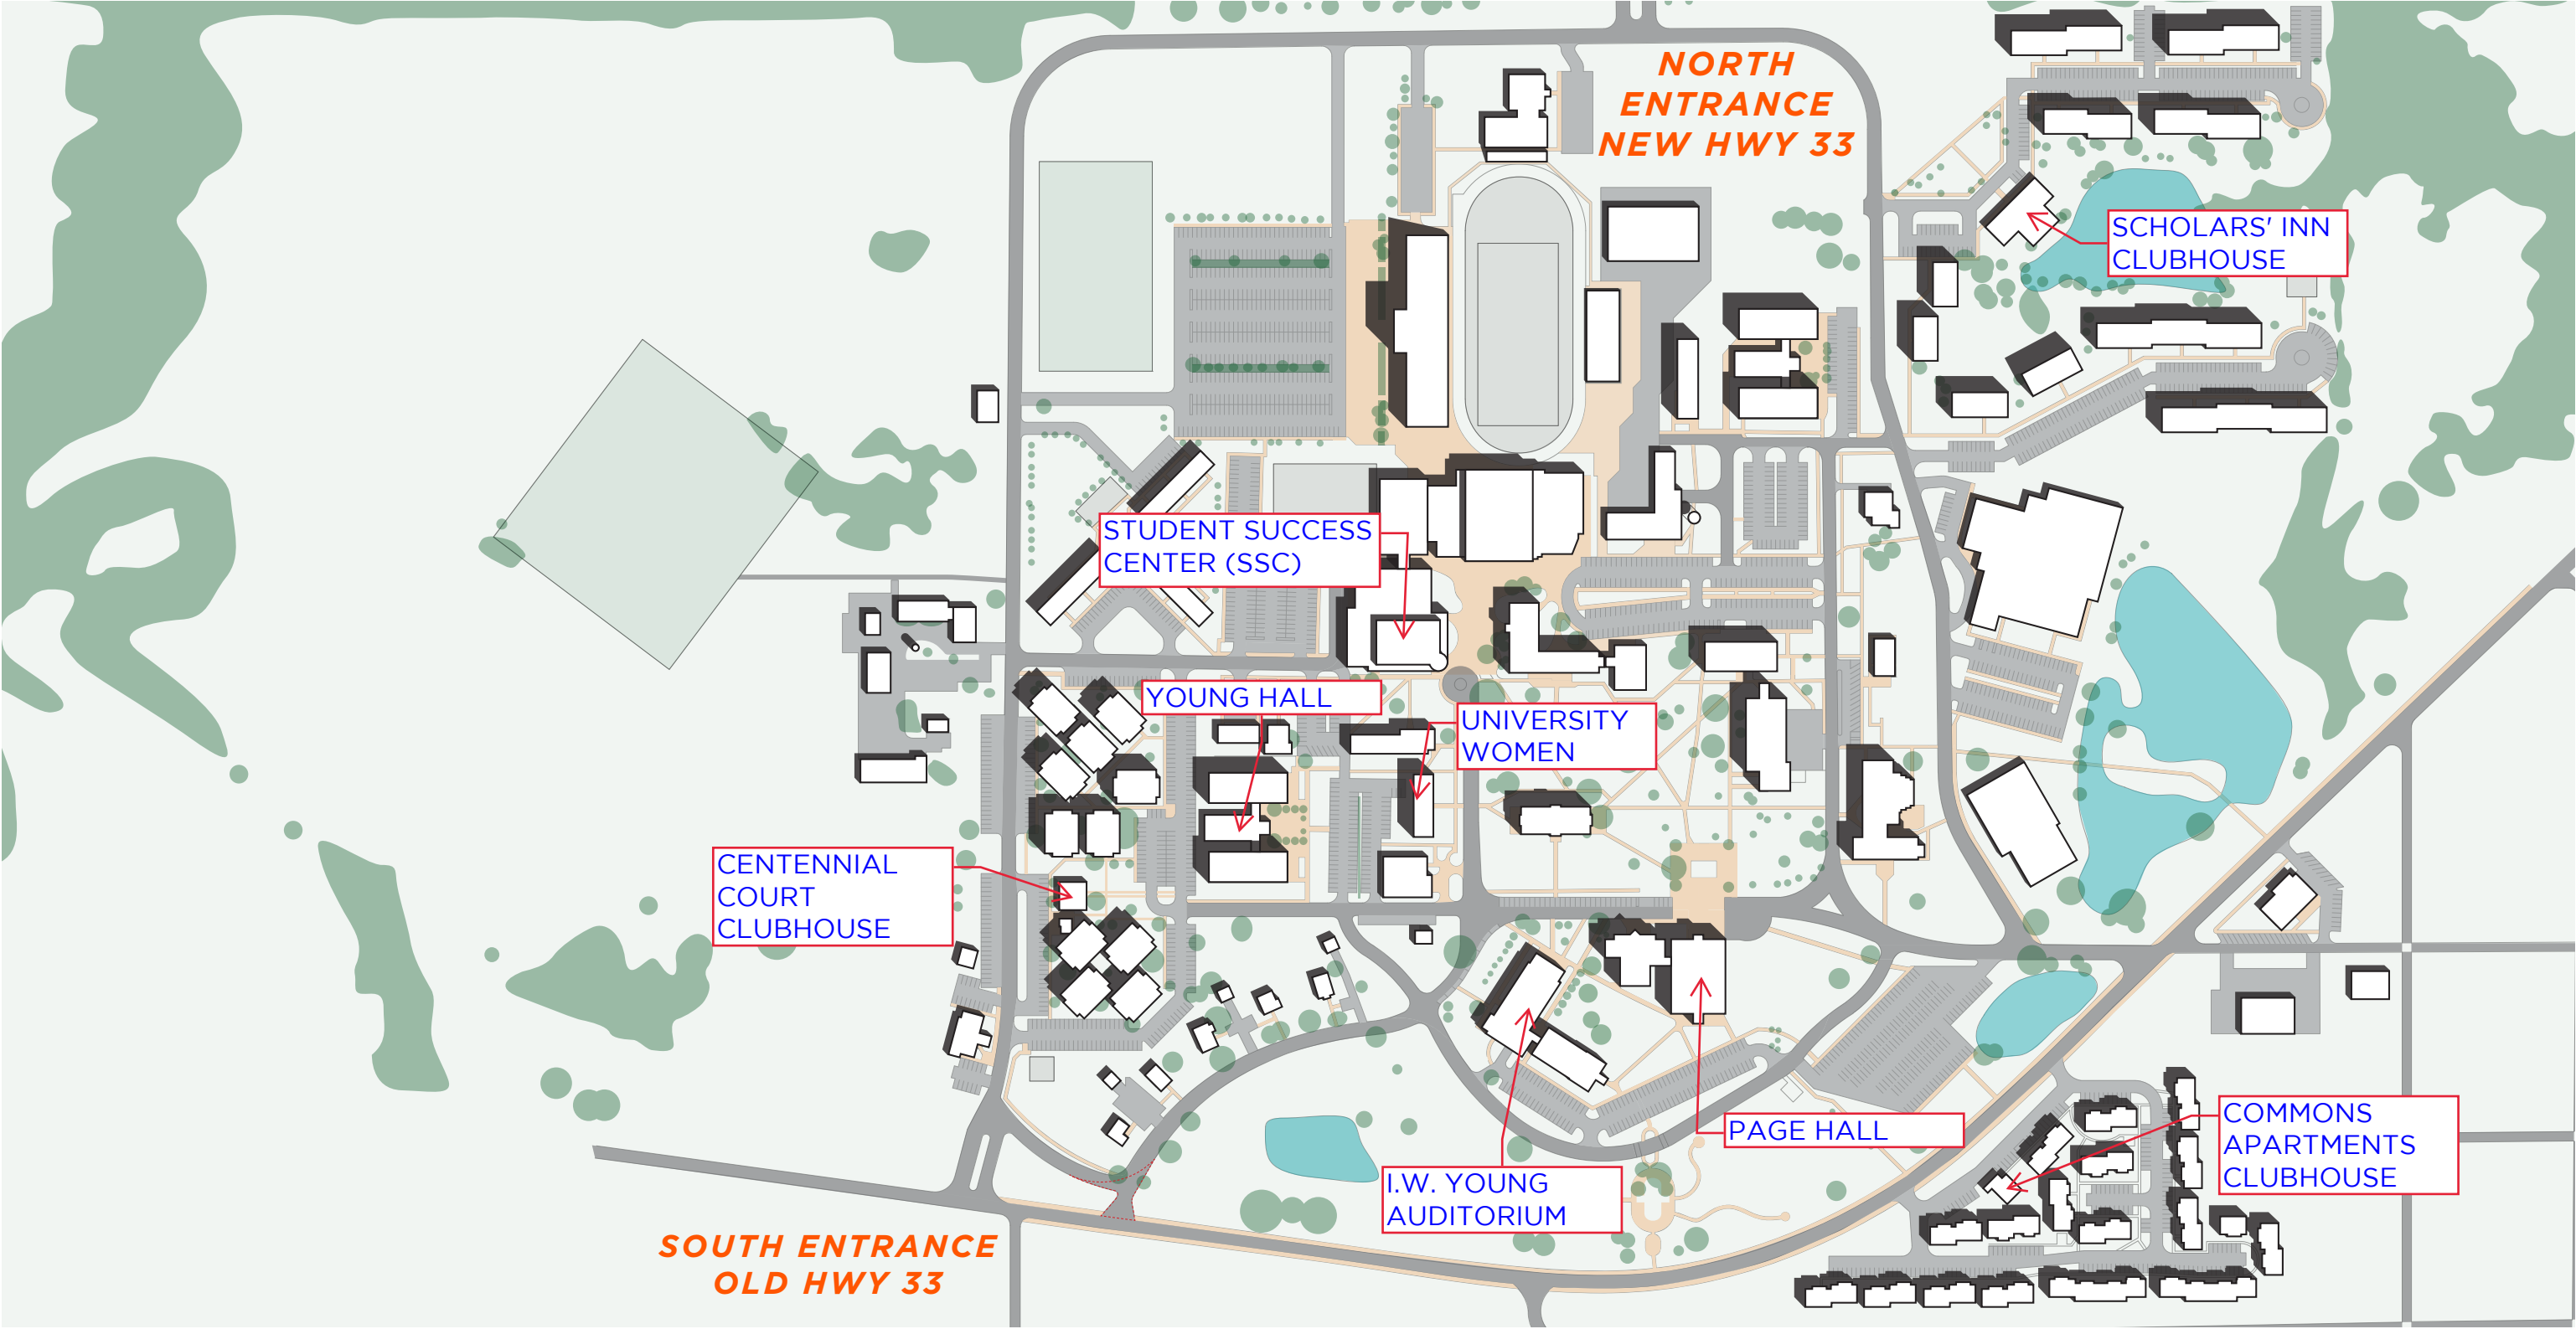 NORTH
ENTRANCE
NEW HWY 33
SCHOLARS' INN
CLUBHOUSE
STUDENT SUCCESS
CENTER (SSC)
YOUNG HALL
UNIVERSITY
WOMEN
CENTENNIAL
COURT
CLUBHOUSE
PAGE HALL
COMMONS
APARTMENTS
CLUBHOUSE
I.W. YOUNG
AUDITORIUM
SOUTH ENTRANCE
OLD HWY 33